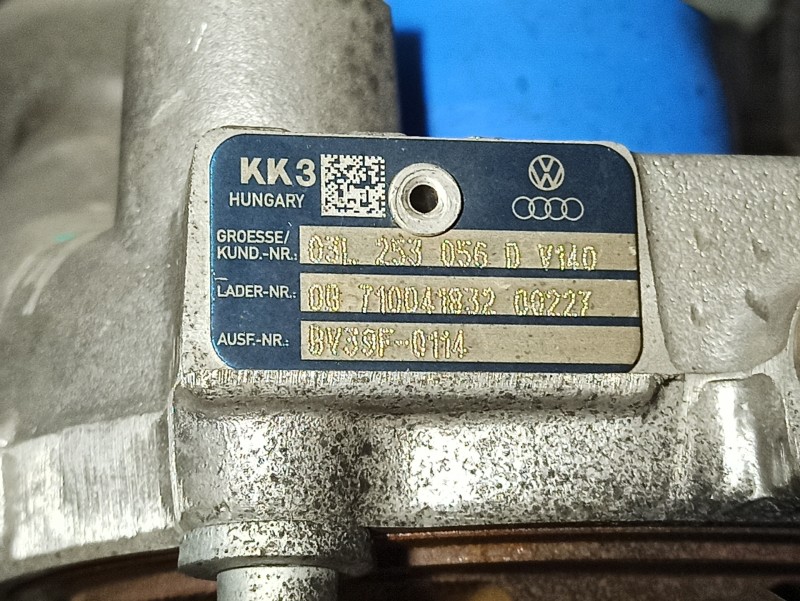 KK3
HUNGARY
GROESSE/
KUND.-NR.: 03L 253 056 D V140
LADER-NR.: 00 710041832 00227
AUSF.-NR.: BV39F-0114